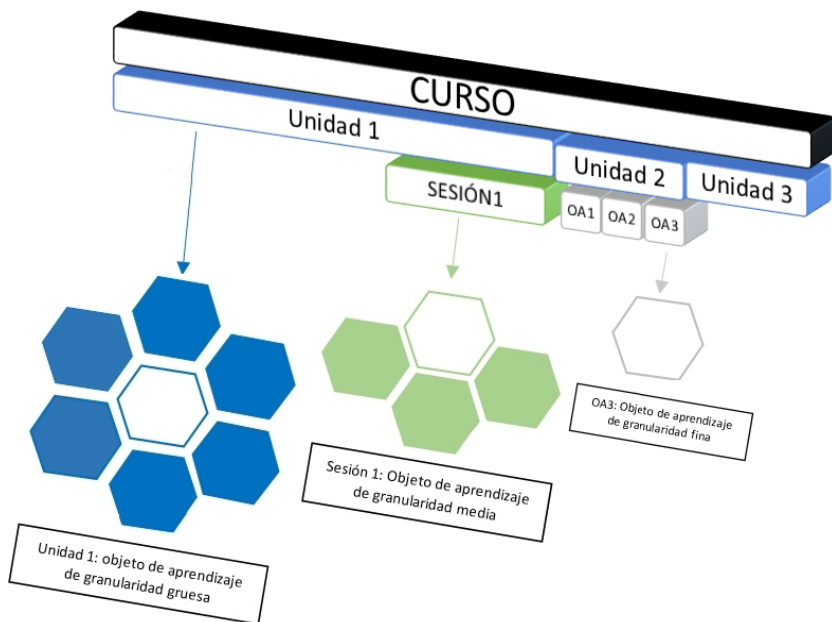 CURSO
Unidad 1
Unidad 2
Unidad 3
SESIÓN1
OA1
OA2
OA3
OA3: Objeto de aprendizaje
de granularidad fina
Sesión 1: Objeto de aprendizaje
de granularidad media
Unidad 1: objeto de aprendizaje
de granularidad gruesa